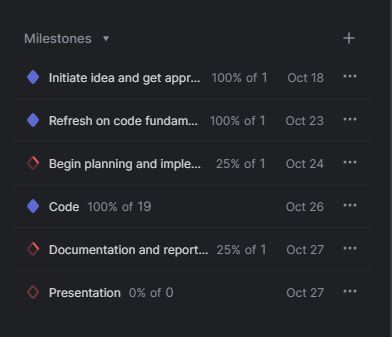 Milestones
Initiate idea and get appr... 100% of 1 Oct 18
Refresh on code fundam... 100% of 1 Oct 23
Begin planning and imple... 25% of 1 Oct 24
Code 100% of 19 Oct 26
Documentation and report... 25% of 1 Oct 27
Presentation 0% of 0 Oct 27